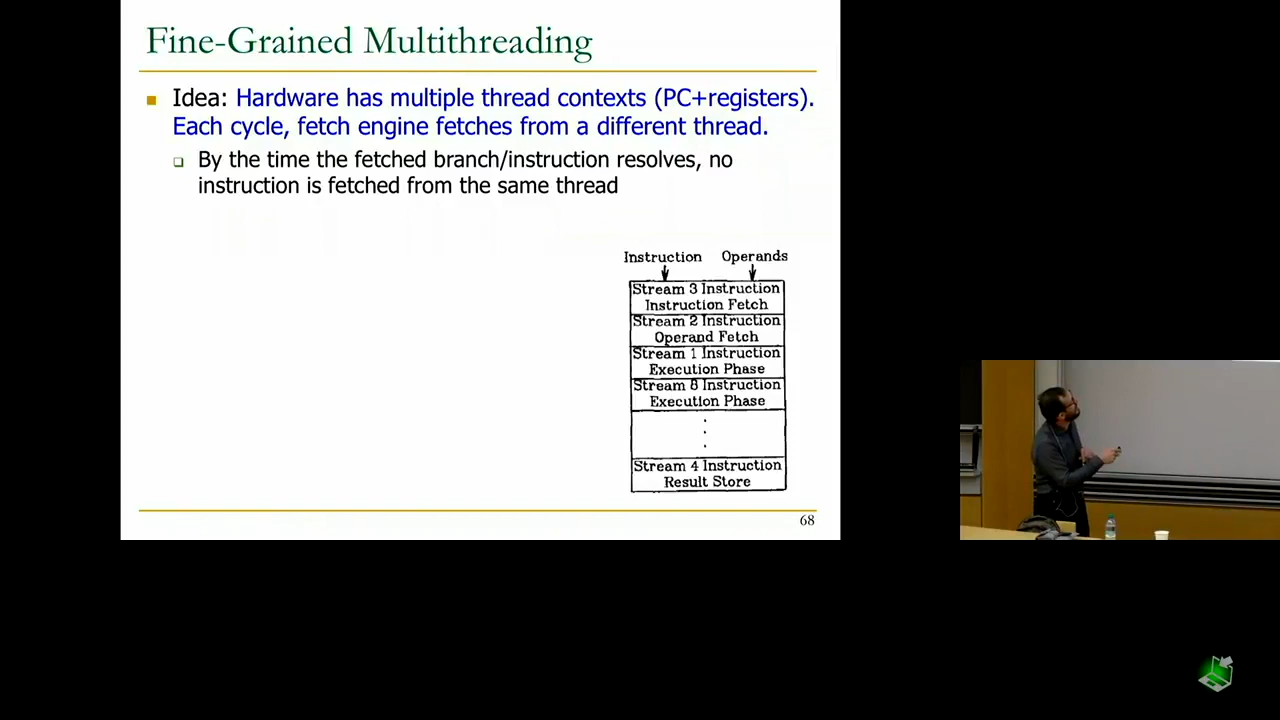 Fine-Grained Multithreading
Idea: Hardware has multiple thread contexts (PC+registers).
Each cycle, fetch engine fetches from a different thread.
By the time the fetched branch/instruction resolves, no
instruction is fetched from the same thread
Instruction Operands
Stream 3 Instruction
Instruction Fetch
Stream 2 Instruction
Operand Fetch
Stream 1 Instruction
Execution Phase
Stream 8 Instruction
Execution Phase
Stream 4 Instruction
Result Store
68